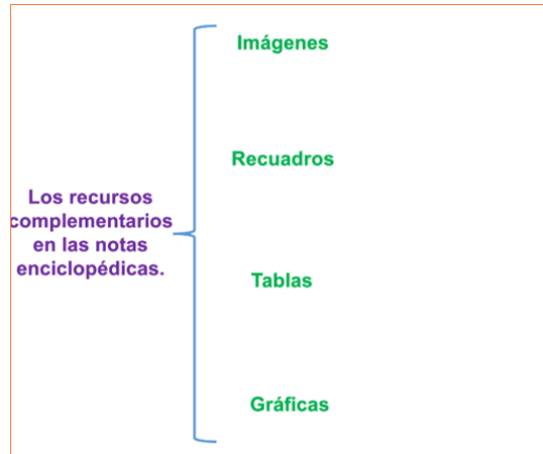 Imágenes
Recuadros
Los recursos
complementarios
en las notas
enciclopédicas.
Tablas
Gráficas